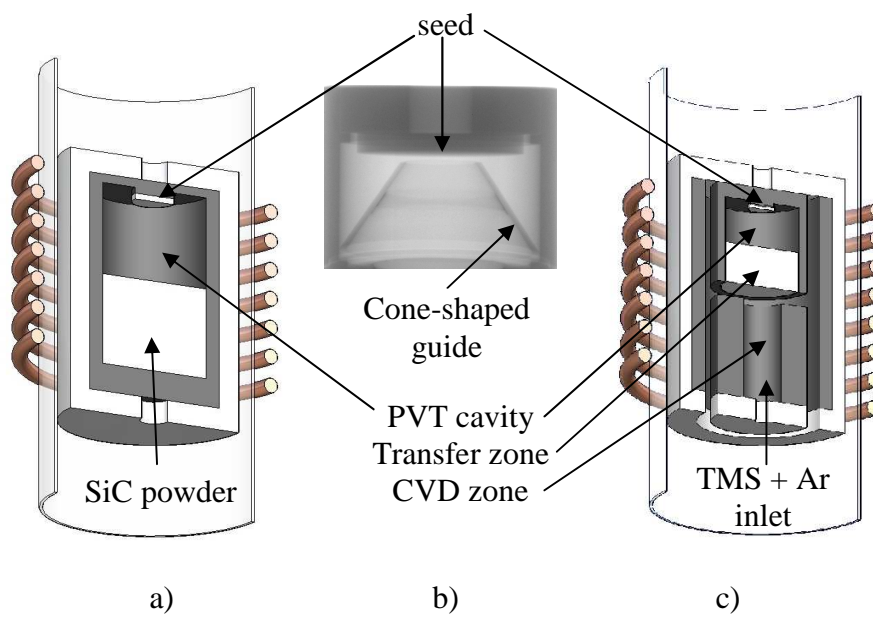 seed
Cone-shaped
guide
PVT cavity
Transfer zone
CVD zone
SiC powder
TMS + Ar
inlet
a)
b)
c)